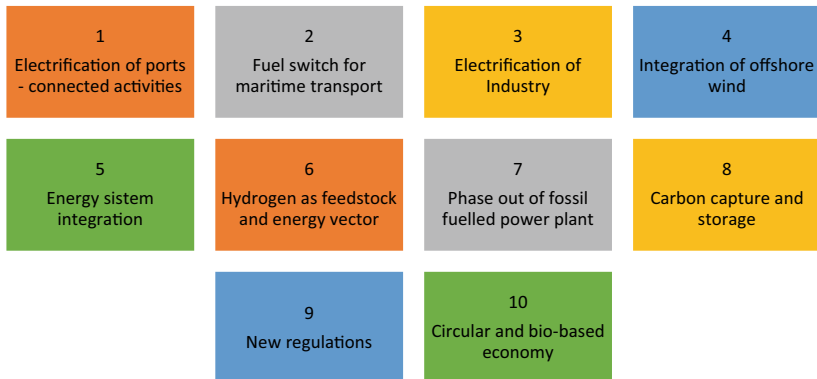 1
Electrification of ports
- connected activities
2
Fuel switch for
maritime transport
3
Electrification of
Industry
4
Integration of offshore
wind
5
Energy sistem
integration
6
Hydrogen as feedstock
and energy vector
7
Phase out of fossil
fuelled power plant
8
Carbon capture and
storage
9
New regulations
10
Circular and bio-based
economy